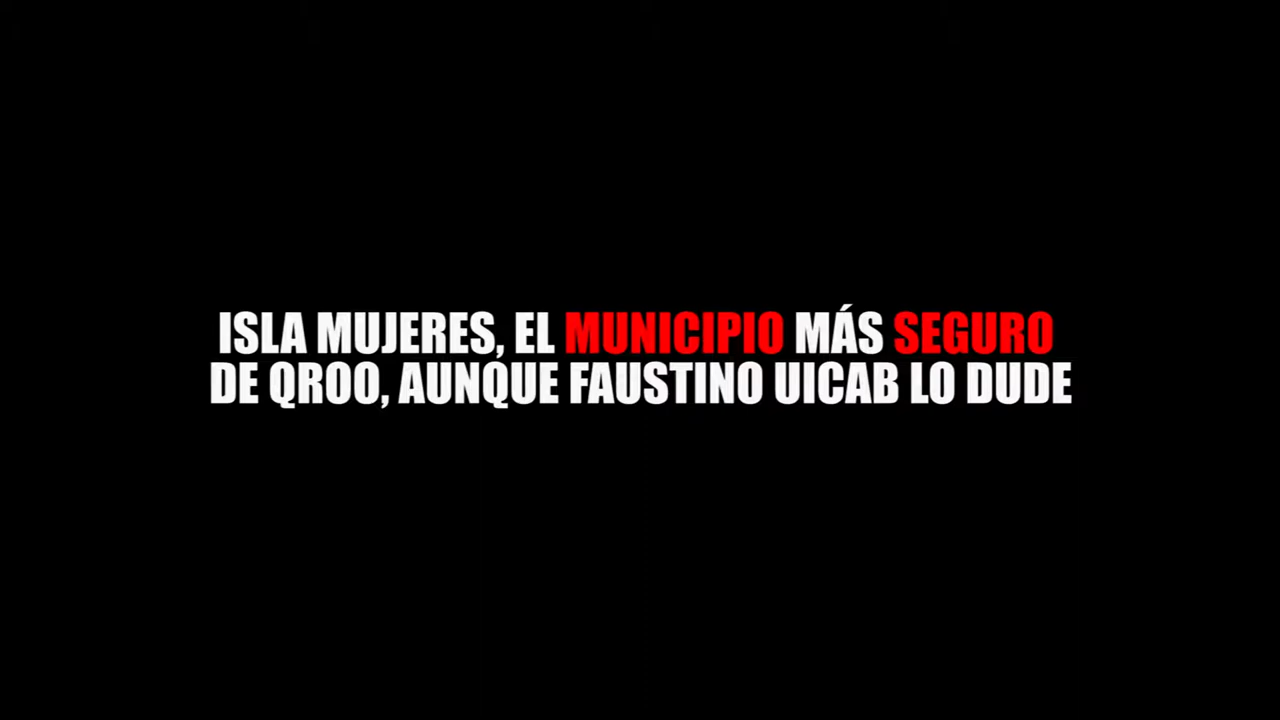 ISLA MUJERES, EL MUNICIPIO MÁS SEGURO
DE QROO, AUNQUE FAUSTINO UICAB LO DUDE